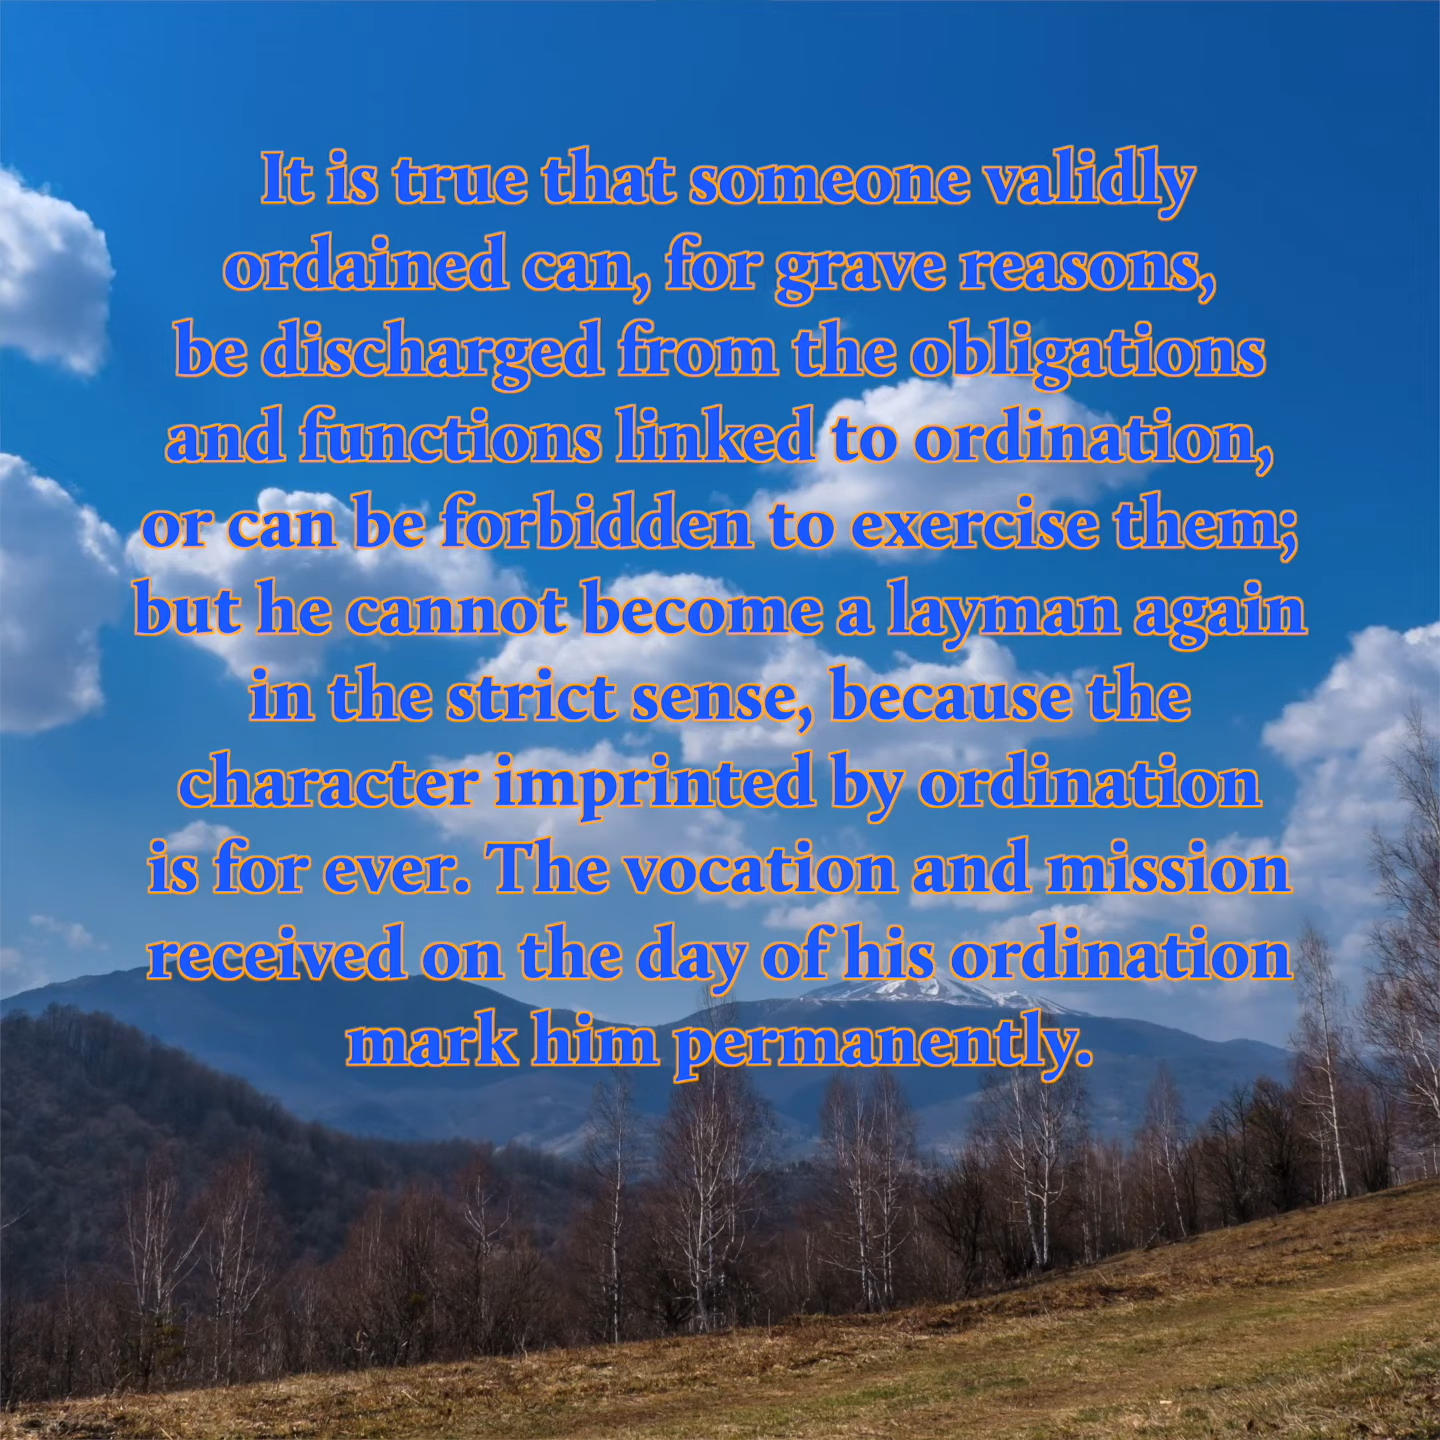 It is true that someone validly
ordained can, for grave reasons,
be discharged from the obligations
and functions linked to ordination,
or can be forbidden to exercise them;
but he cannot become a layman again
in the strict sense, because the
character imprinted by ordination
is for ever. The vocation and mission
received on the day of his ordination
mark him permanently.